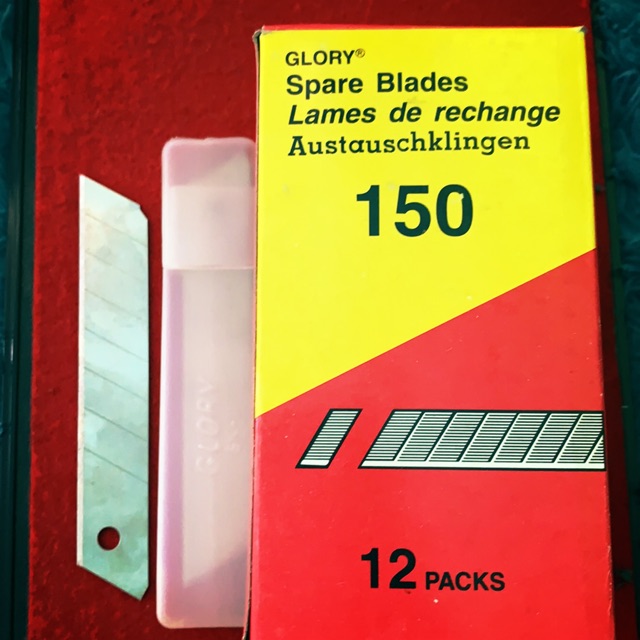 GLORY®
Spare Blades
Lames de rechange
Austauschklingen
150
12 PACKS
GLORY